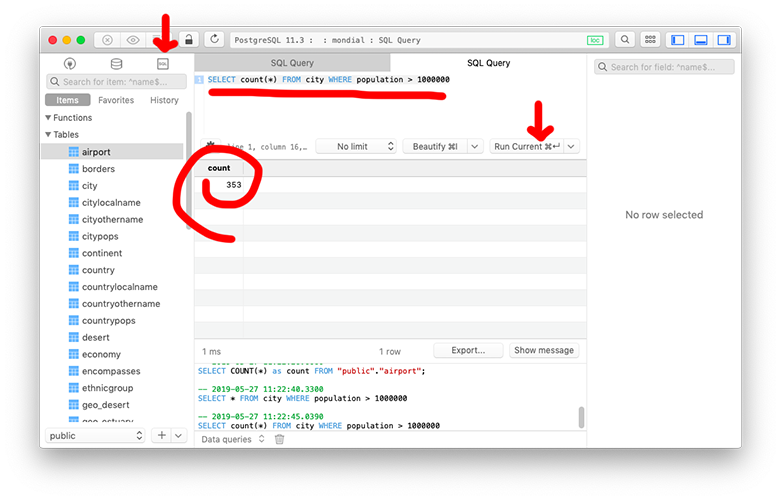 PostgreSQL 11.3 : : mondial : SQL Query
loc
SQL
Search for item: ^name$...
Items
Favorites
History
Functions
Tables
airport
borders
city
citylocalname
cityothername
citypops
continent
country
countrylocalname
countryothername
countrypops
desert
economy
encompasses
ethnicgroup
geo_desert
geo_estuary
public
SQL Query
SQL Query
1 SELECT count(*) FROM city WHERE population > 1000000
line 1, column 16,...
No limit
Beautify ⌘I
Run Current ⌘↵
count
353
1 ms
1 row
Export...
Show message
SELECT COUNT(*) as count FROM "public"."airport";
-- 2019-05-27 11:22:40.3300
SELECT * FROM city WHERE population > 1000000
-- 2019-05-27 11:22:45.0390
SELECT count(*) FROM city WHERE population > 1000000
Data queries
Search for field: ^name$...
No row selected